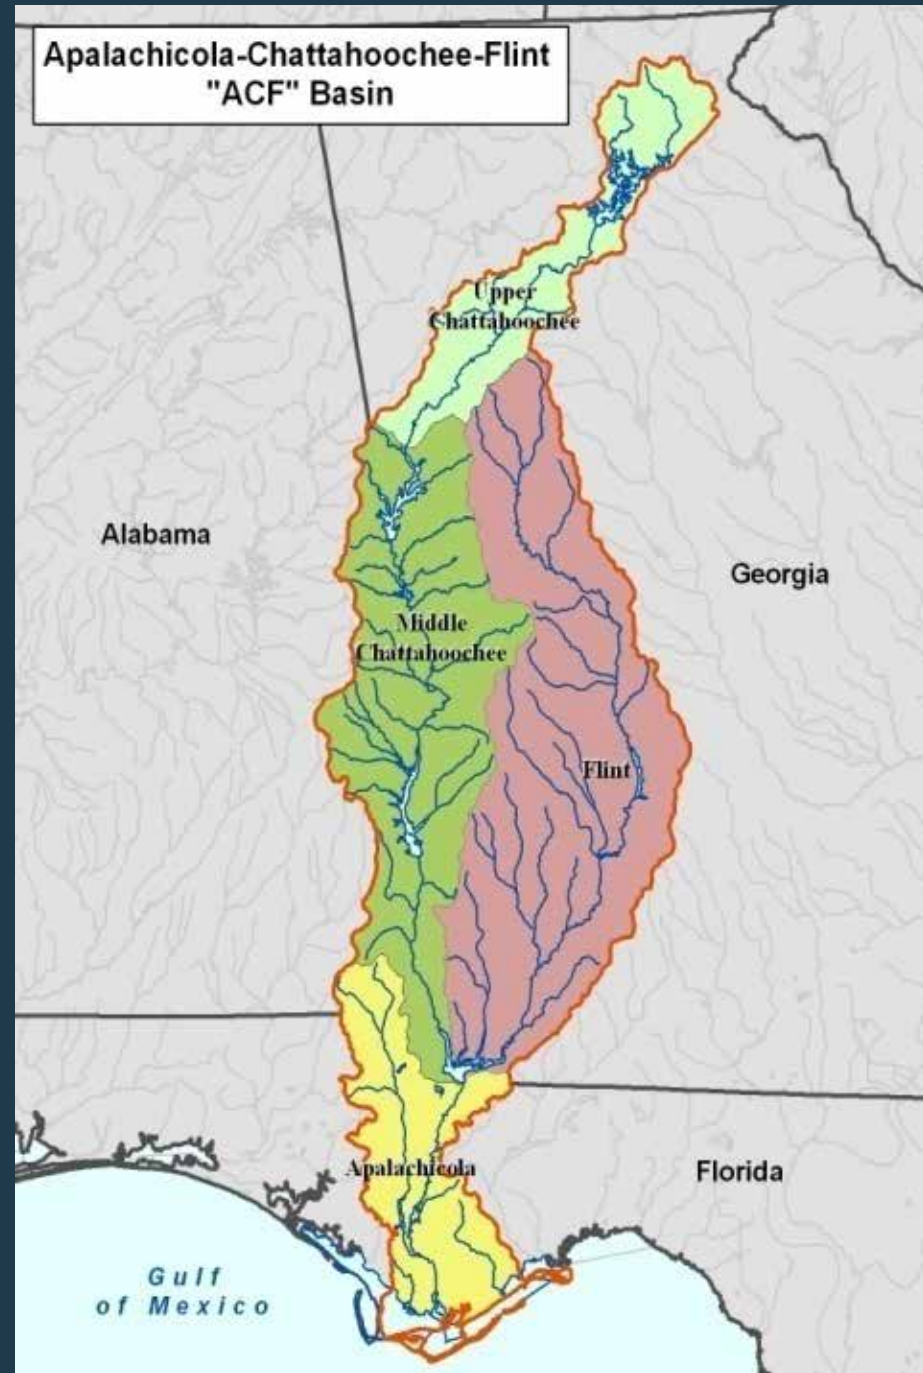 Apalachicola-Chattahoochee-Flint
"ACF" Basin
Upper
Chattahoochee
Alabama
Georgia
Middle
Chattahoochee
Flint
Apalachicola
Florida
Gulf
of Mexico